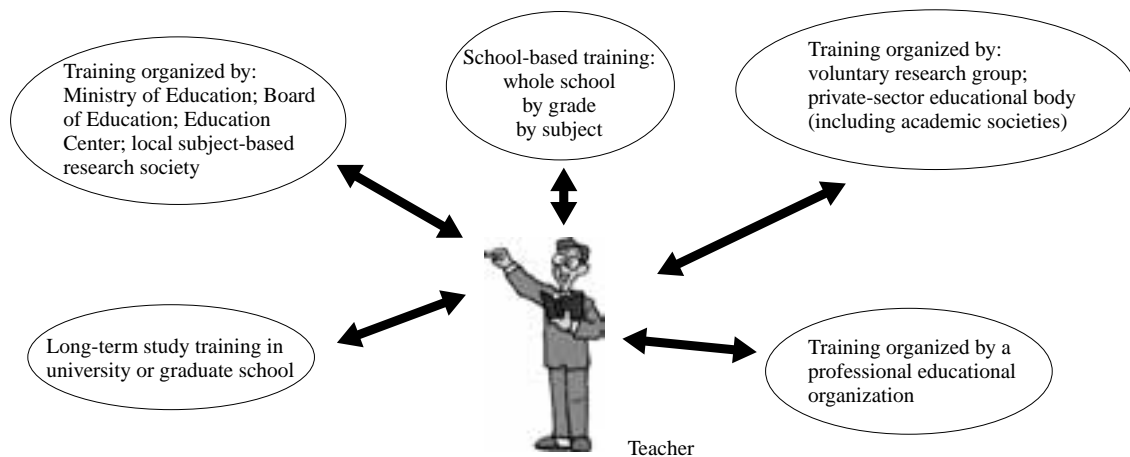 Training organized by:
Ministry of Education; Board
of Education; Education
Center; local subject-based
research society
School-based training:
whole school
by grade
by subject
Training organized by:
voluntary research group;
private-sector educational body
(including academic societies)
Long-term study training in
university or graduate school
Training organized by a
professional educational
organization
Teacher